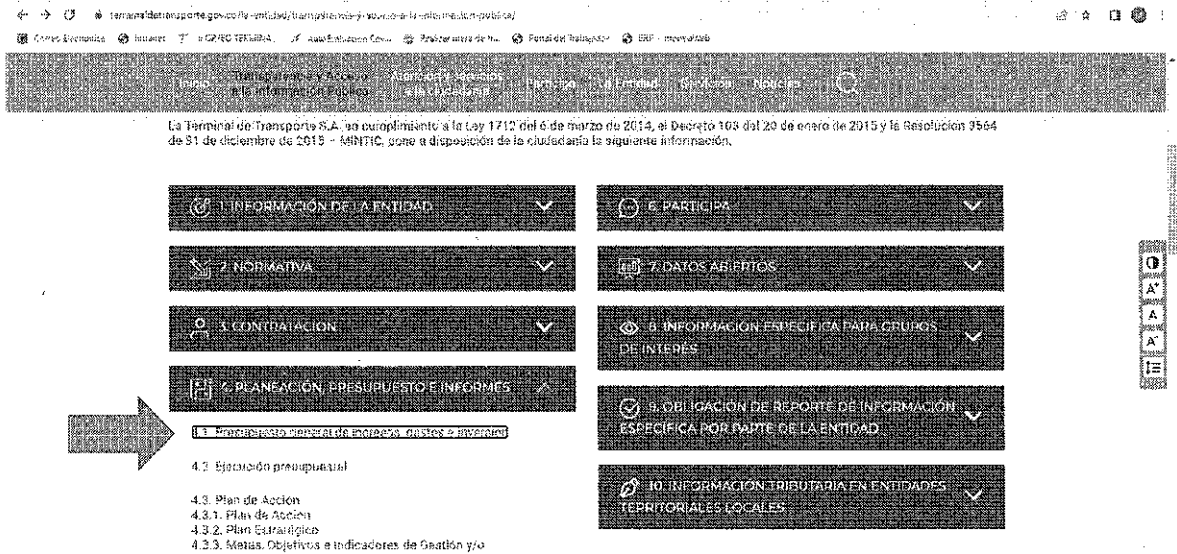 terminaldetransporte.gov.co/la-entidad/transparencia-y-acceso-a-la-informacion-publica/
Correo Electronico Intranet
Inicio Transparencia y Acceso a la Información Pública Atención y servicios a la ciudadanía Participa La Entidad Servicios Noticias
La Terminal de Transporte S.A. en cumplimiento a la Ley 1712 del 6 de marzo de 2014, el Decreto 103 del 20 de enero de 2015 y la Resolución 3564
de 31 de diciembre de 2015 - MINTIC, pone a disposición de la ciudadanía la siguiente información.
1. INFORMACIÓN DE LA ENTIDAD
2. NORMATIVA
3. CONTRATACIÓN
4. PLANEACIÓN, PRESUPUESTO E INFORMES
4.1. Presupuesto general de ingresos, gastos e inversión
4.2. Ejecución presupuestal
4.3. Plan de Acción
4.3.1. Plan de Acción
4.3.2. Plan Estratégico
4.3.3. Metas, Objetivos e Indicadores de Gestión y/o
6. PARTICIPA
7. DATOS ABIERTOS
8. INFORMACIÓN ESPECÍFICA PARA GRUPOS
DE INTERÉS
9. OBLIGACIÓN DE REPORTE DE INFORMACIÓN
ESPECÍFICA POR PARTE DE LA ENTIDAD
10. INFORMACIÓN TRIBUTARIA EN ENTIDADES
TERRITORIALES LOCALES
A+
A
A-